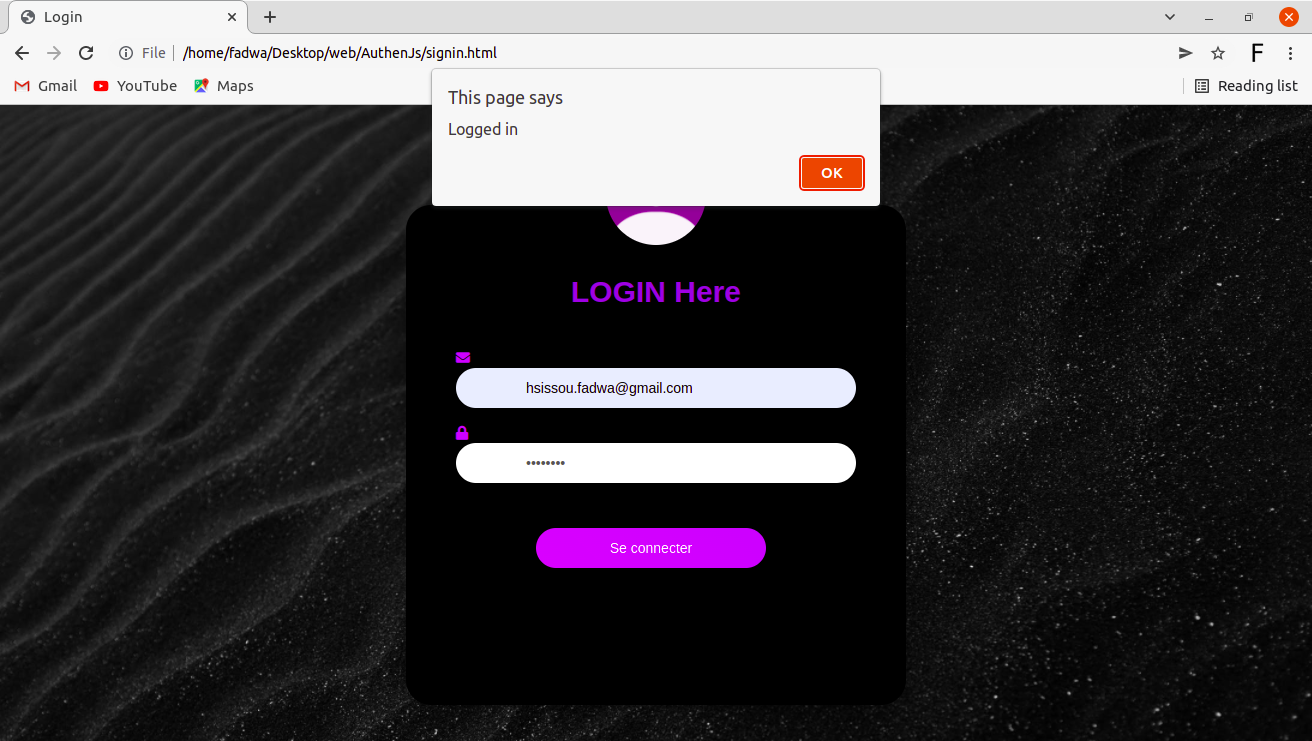 Login
File
/home/fadwa/Desktop/web/AuthenJs/signin.html
F
Gmail
YouTube
Maps
Reading list
This page says
Logged in
OK
LOGIN Here
hsissou.fadwa@gmail.com
••••••••
Se connecter